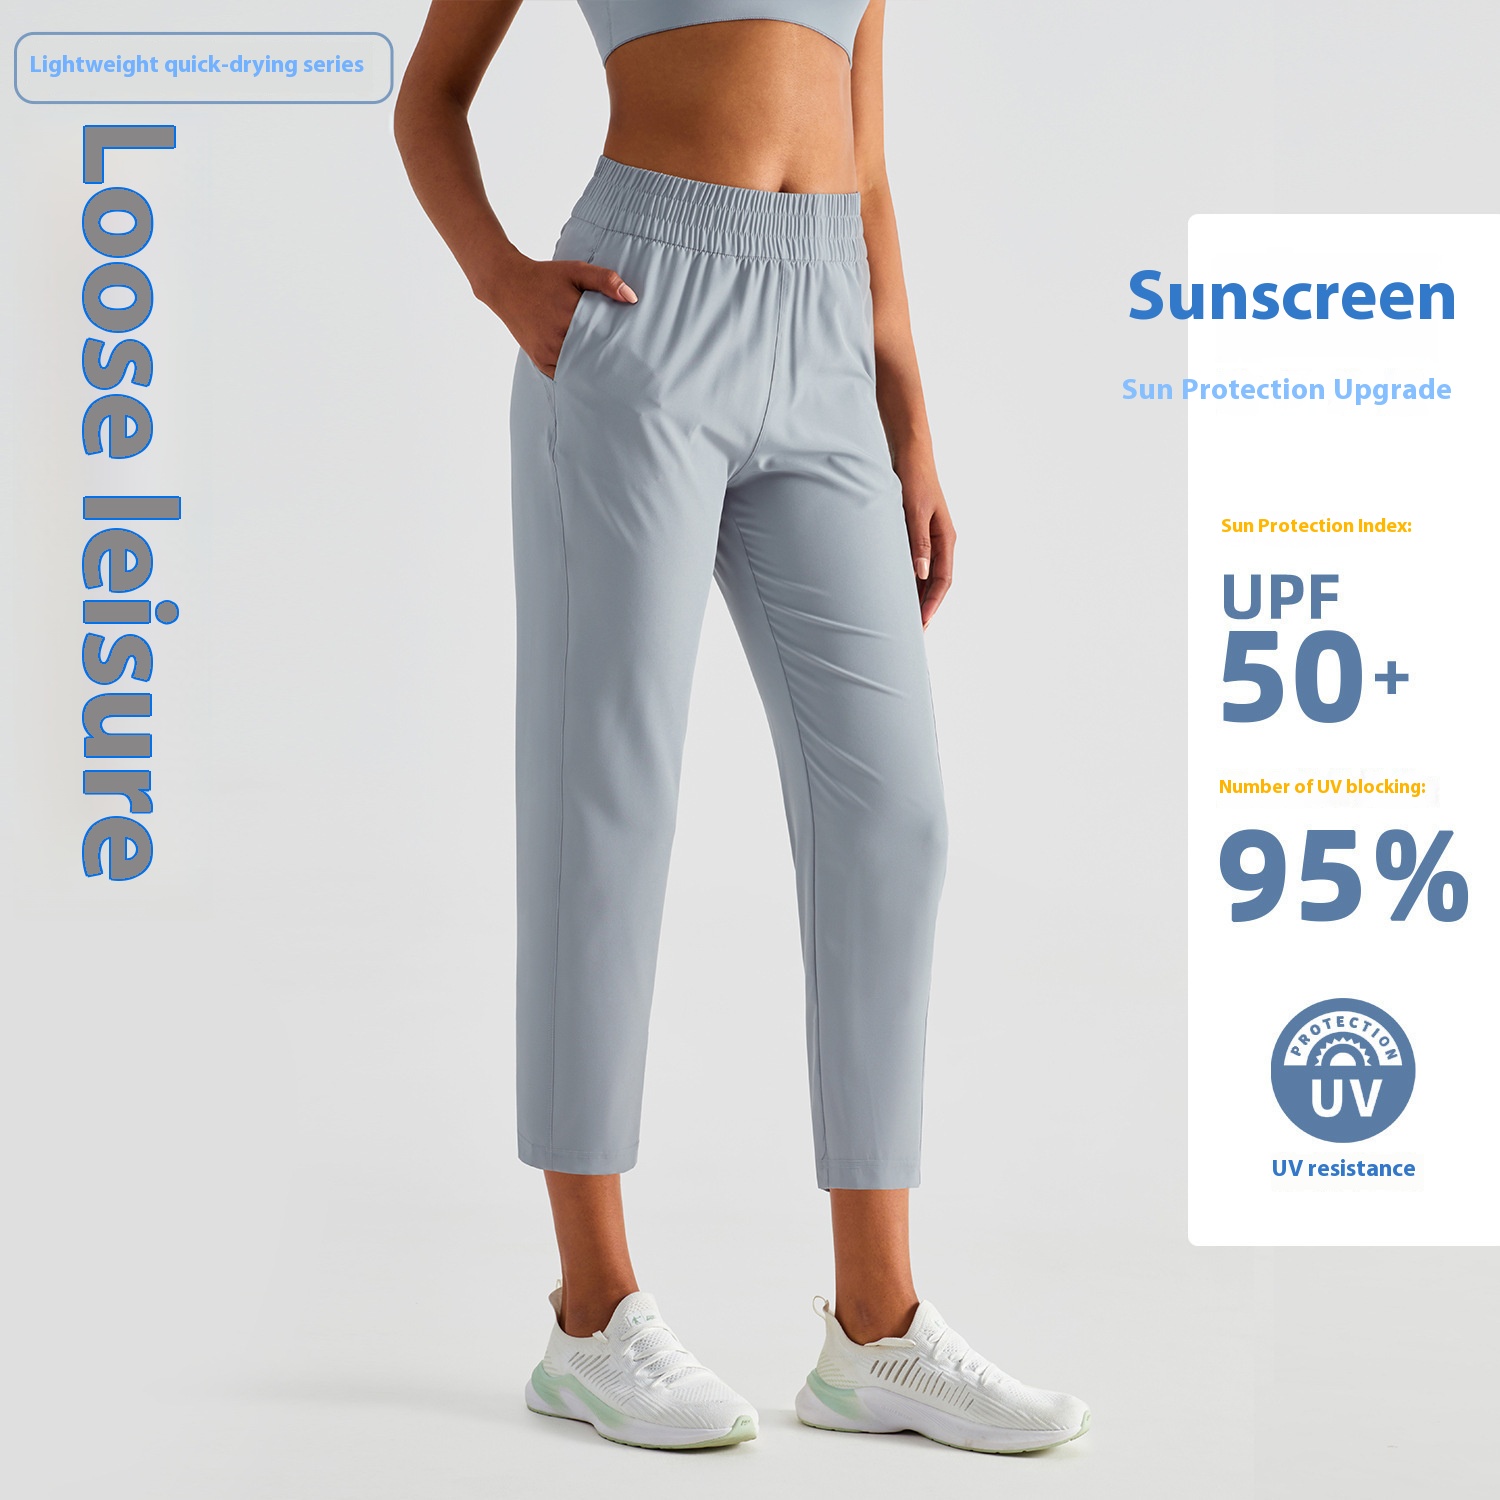 Lightweight quick-drying series
Loose leisure
Sunscreen
Sun Protection Upgrade
Sun Protection Index:
UPF
50+
Number of UV blocking:
95%
PROTECTION
UV
UV resistance